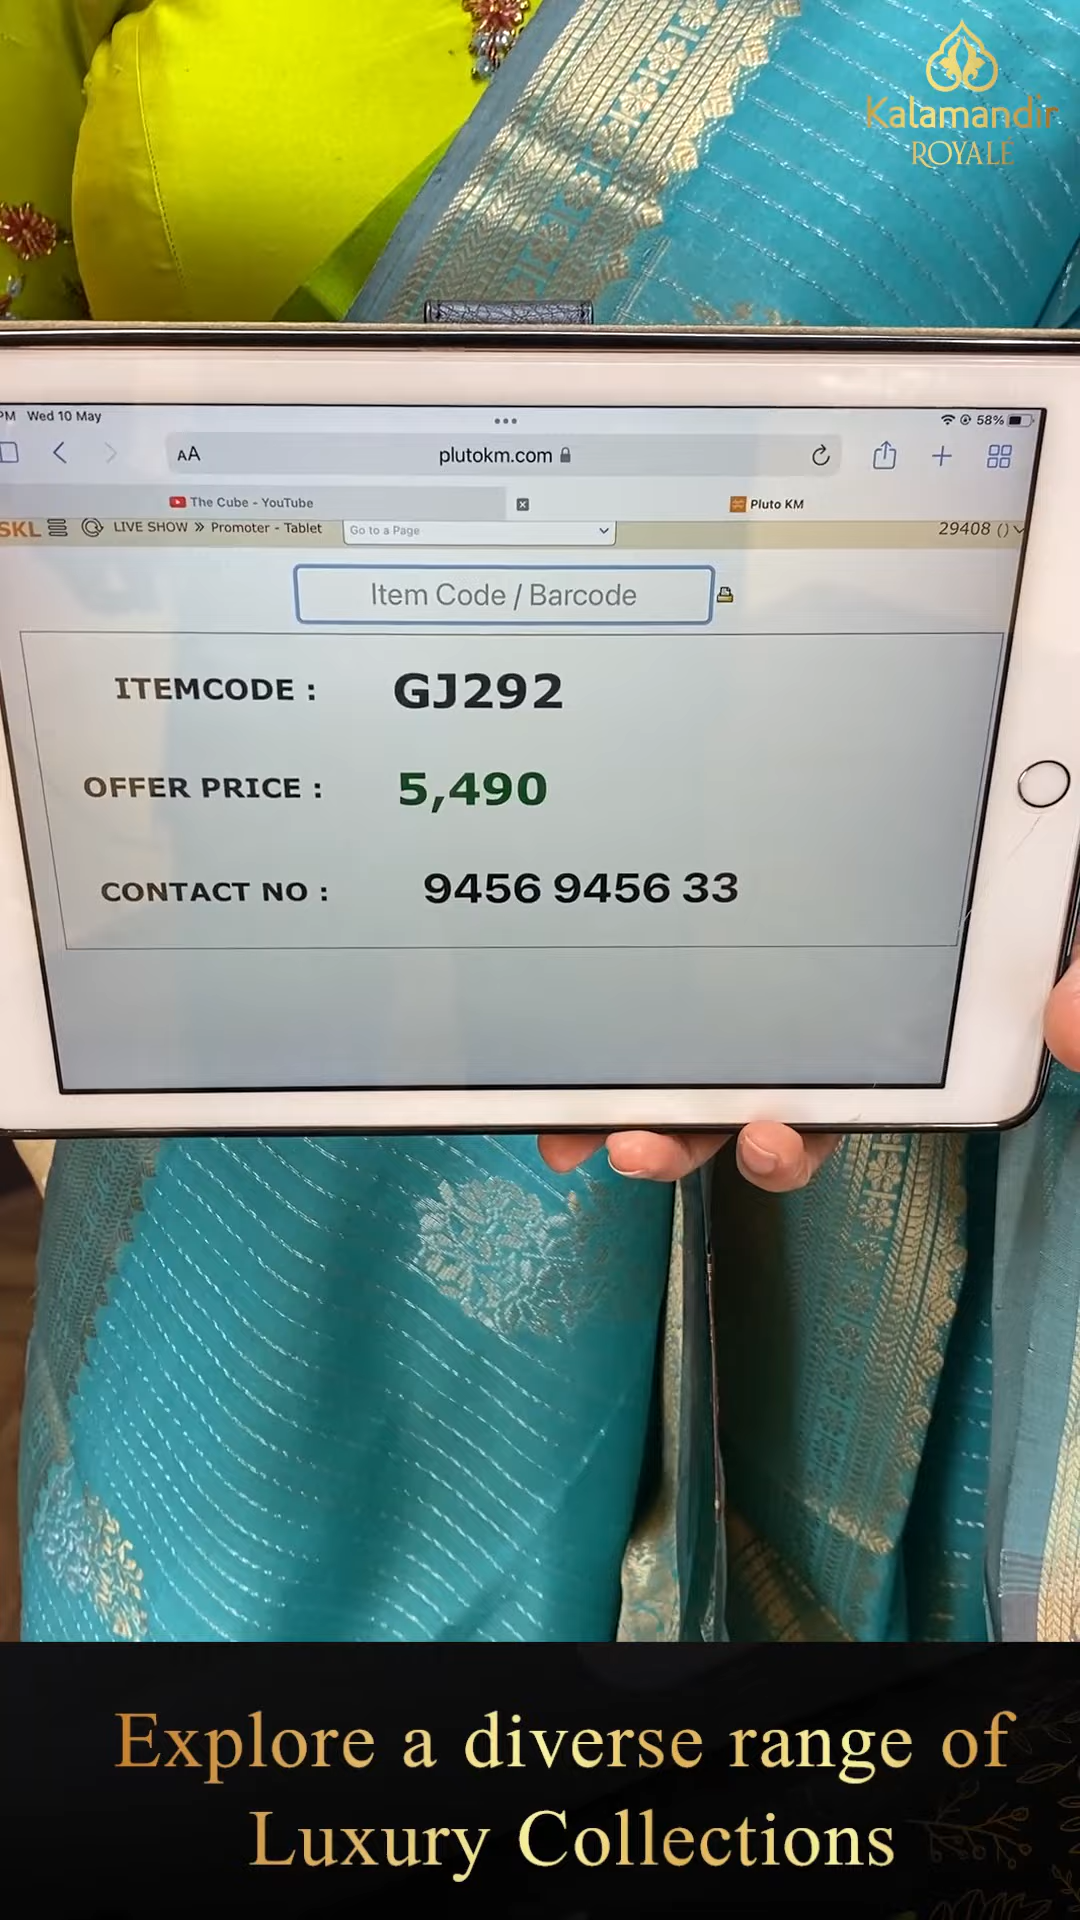 Kalamandir
ROYALE
PM Wed 10 May
58%
AA
plutokm.com
The Cube - YouTube
Pluto KM
SKL
LIVE SHOW » Promoter - Tablet
Go to a Page
29408 ()
Item Code / Barcode
ITEMCODE : GJ292
OFFER PRICE : 5,490
CONTACT NO : 9456 9456 33
Explore a diverse range of
Luxury Collections